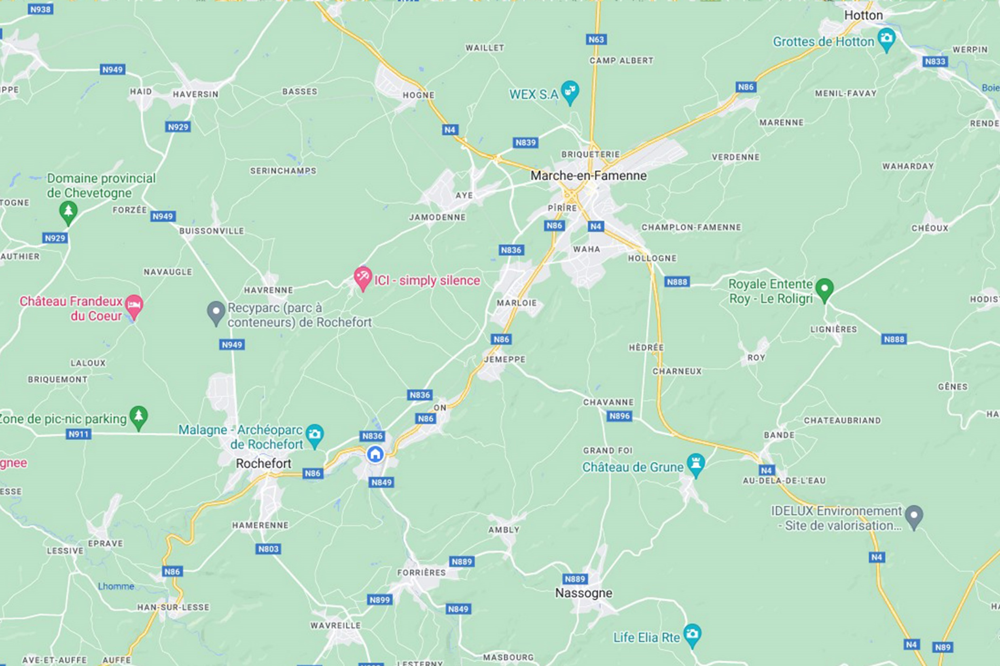 N938
Hotton
N63
Grottes de Hotton
WAILLET
WERPIN
CAMP ALBERT
N833
N949
N86
HAID
HAVERSIN
BASSES
HOGNE
WEX S.A
MENIL-FAVAY
N929
N4
MARENNE
N839
BRIQUETERIE
VERDENNE
WAHARDAY
SERINCHAMPS
Marche-en-Famenne
Domaine provincial
de Chevetogne
AYE
FORZÉE
N949
JAMODENNE
PÎRÎRE
N86
N4
CHAMPLON-FAMENNE
CHÉOUX
BUISSONVILLE
N929
N836
WAHA
HOLLOGNE
NAVAUGLE
ICI - simply silence
N888
Royale Entente
Roy - Le Roligri
HAVRENNE
Château Frandeux
du Coeur
MARLOIE
Recyparc (parc à
conteneurs) de Rochefort
LIGNIÈRES
N949
N86
N888
HÈDRÉE
JEMEPPE
ROY
LALOUX
CHARNEUX
BRIQUEMONT
GÊNES
N836
CHAVANNE
ON
N896
Zone de pic-nic parking
N86
CHATEAUBRIAND
N911
Malagne - Archéoparc
de Rochefort
N836
BANDE
GRAND FOI
Rochefort
Château de Grune
N86
N4
N849
AU-DELA-DE-L'EAU
IDELUX Environnement
- Site de valorisation...
HAMERENNE
AMBLY
EPRAVE
LESSIVE
N803
N4
N889
N86
FORRIÈRES
N889
Lhomme
Nassogne
N899
HAN-SUR-LESSE
N849
WAVREILLE
Life Elia Rte
N4
N89
AVE-ET-AUFFE
AUFFE
MASBOURG
LESTERNY